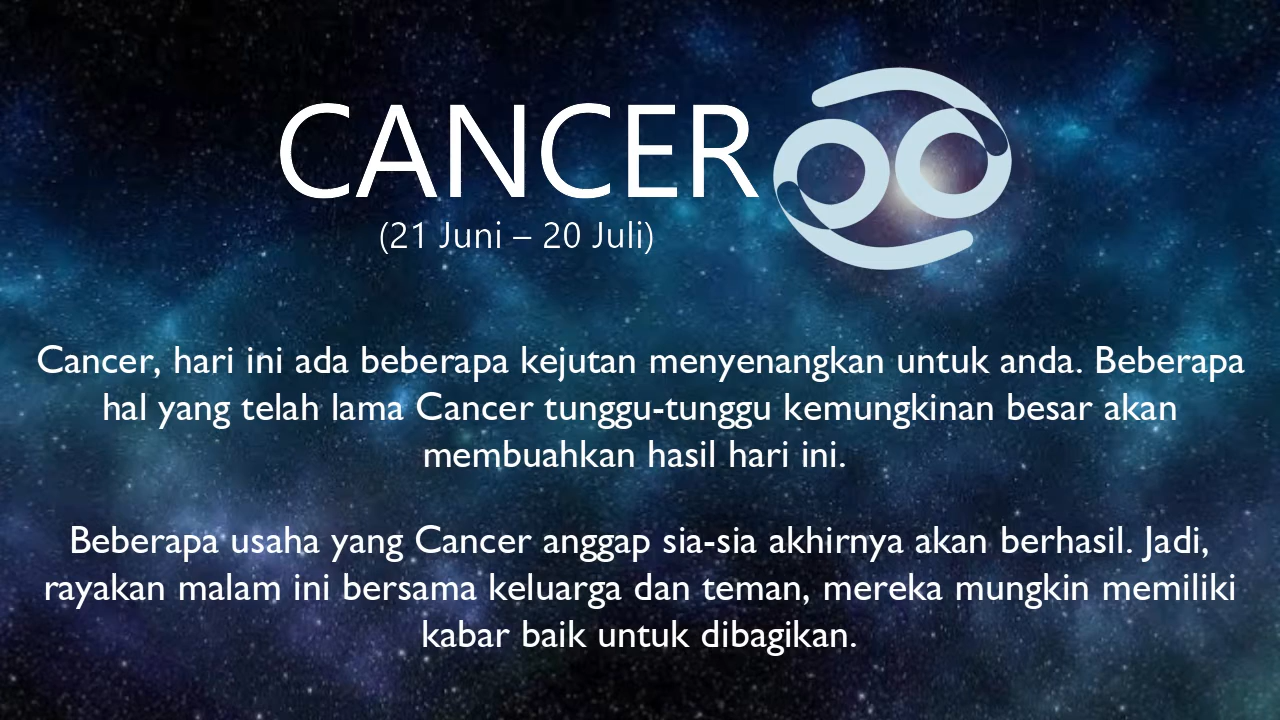 CANCER
(21 Juni – 20 Juli)
Cancer, hari ini ada beberapa kejutan menyenangkan untuk anda. Beberapa
hal yang telah lama Cancer tunggu-tunggu kemungkinan besar akan
membuahkan hasil hari ini.
Beberapa usaha yang Cancer anggap sia-sia akhirnya akan berhasil. Jadi,
rayakan malam ini bersama keluarga dan teman, mereka mungkin memiliki
kabar baik untuk dibagikan.